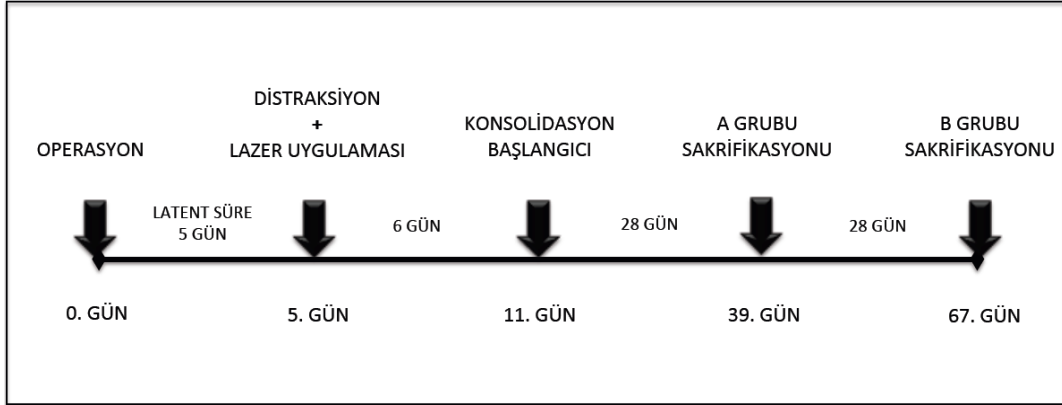 OPERASYON
DİSTRAKSİYON
+
LAZER UYGULAMASI
KONSOLİDASYON
BAŞLANGICI
A GRUBU
SAKRİFİKASYONU
B GRUBU
SAKRİFİKASYONU
LATENT SÜRE
5 GÜN
6 GÜN
28 GÜN
28 GÜN
0. GÜN
5. GÜN
11. GÜN
39. GÜN
67. GÜN